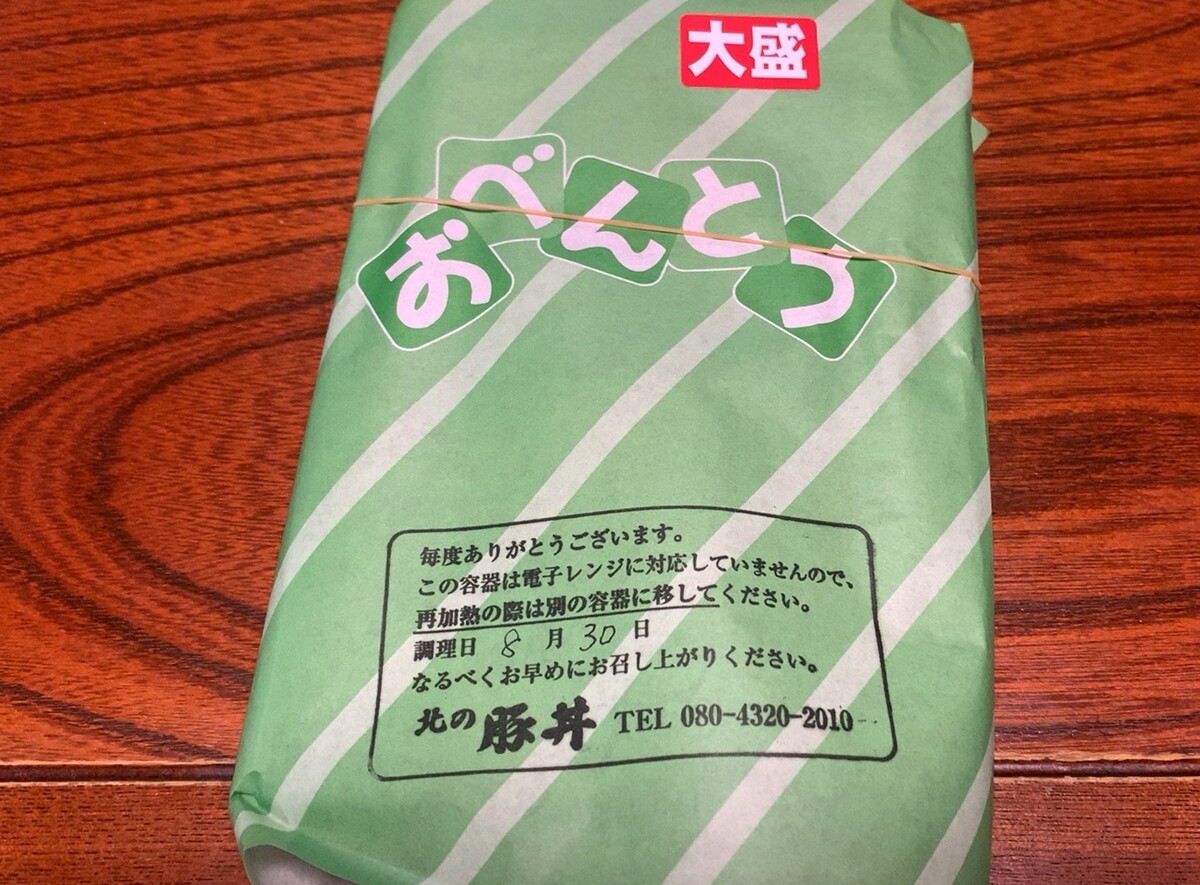 大盛
おべんとう
毎度ありがとうございます。
この容器は電子レンジに対応していませんので、
再加熱の際は別の容器に移してください。
調理日 8 月 30 日
なるべくお早めにお召し上がりください。
北の 豚丼 TEL 080-4320-2010